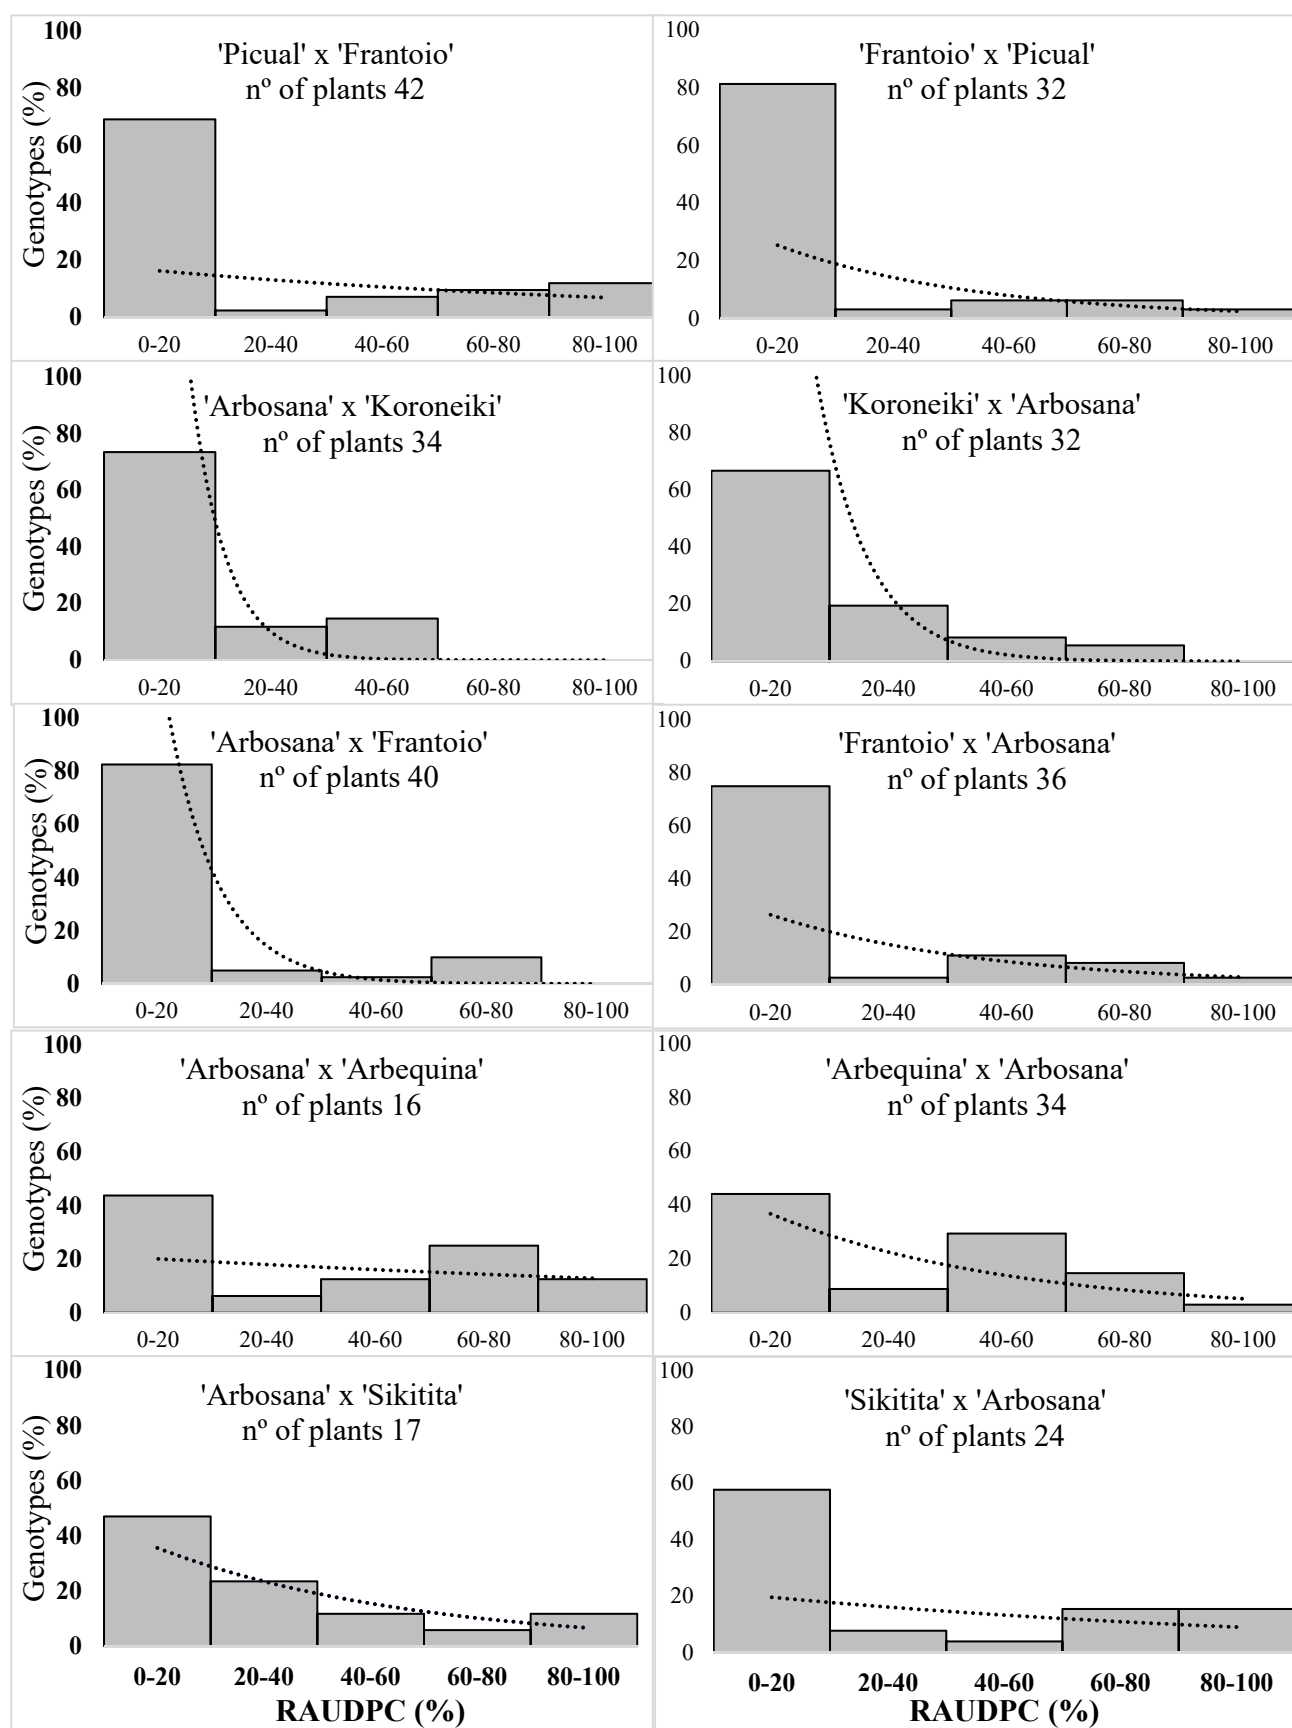 'Picual' x 'Frantoio'
nº of plants 42
Genotypes (%)
100
80
60
40
20
0
0-20 20-40 40-60 60-80 80-100
'Frantoio' x 'Picual'
nº of plants 32
100
80
60
40
20
0
0-20 20-40 40-60 60-80 80-100
'Arbosana' x 'Koroneiki'
nº of plants 34
Genotypes (%)
100
80
60
40
20
0
0-20 20-40 40-60 60-80 80-100
'Koroneiki' x 'Arbosana'
nº of plants 32
100
80
60
40
20
0
0-20 20-40 40-60 60-80 80-100
'Arbosana' x 'Frantoio'
nº of plants 40
Genotypes (%)
100
80
60
40
20
0
0-20 20-40 40-60 60-80 80-100
'Frantoio' x 'Arbosana'
nº of plants 36
100
80
60
40
20
0
0-20 20-40 40-60 60-80 80-100
'Arbosana' x 'Arbequina'
nº of plants 16
Genotypes (%)
100
80
60
40
20
0
0-20 20-40 40-60 60-80 80-100
'Arbequina' x 'Arbosana'
nº of plants 34
100
80
60
40
20
0
0-20 20-40 40-60 60-80 80-100
'Arbosana' x 'Sikitita'
nº of plants 17
Genotypes (%)
100
80
60
40
20
0
0-20 20-40 40-60 60-80 80-100
RAUDPC (%)
'Sikitita' x 'Arbosana'
nº of plants 24
100
80
60
40
20
0
0-20 20-40 40-60 60-80 80-100
RAUDPC (%)